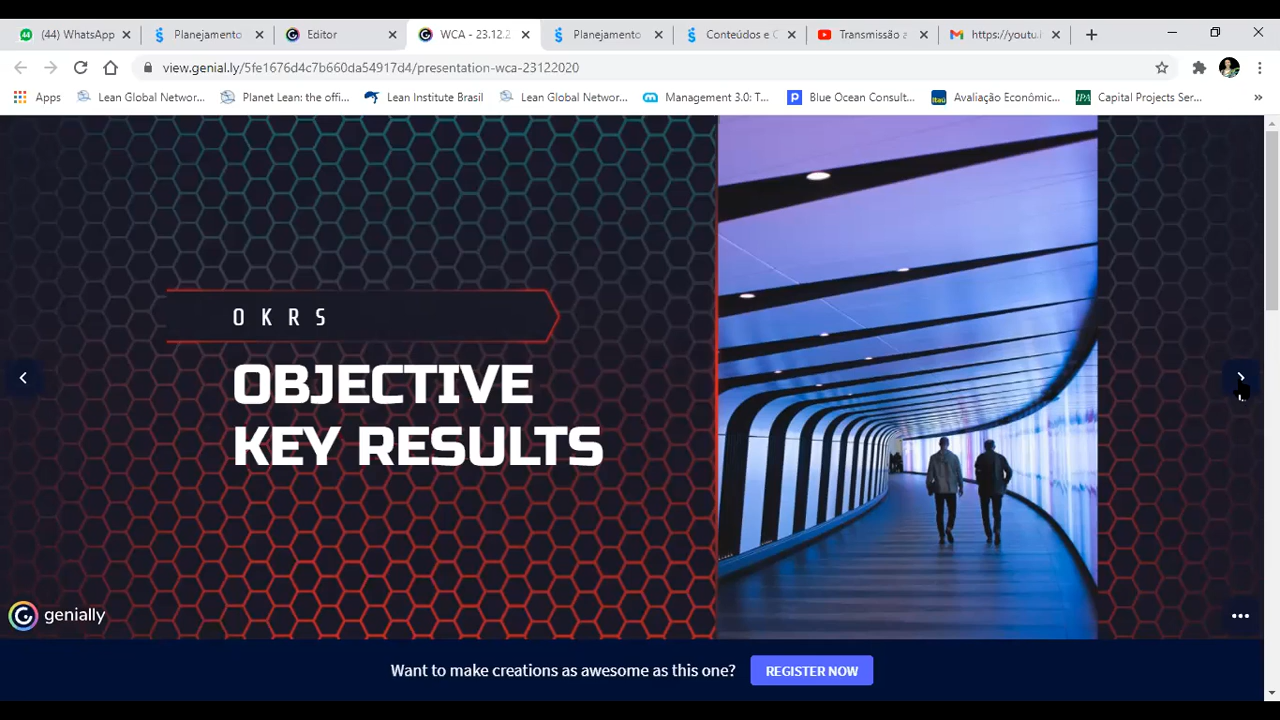 (44) WhatsApp
Planejamento
Editor
WCA - 23.12.2
Planejamento
Conteúdos e C
Transmissão a
https://youtu.
view.genial.ly/5fe1676d4c7b660da54917d4/presentation-wca-23122020
Apps
Lean Global Networ...
Planet Lean: the offi...
Lean Institute Brasil
Lean Global Networ...
Management 3.0: T...
Blue Ocean Consult...
Itaú
Avaliação Econômic...
IPA
Capital Projects Ser...
OKRS
OBJECTIVE
KEY RESULTS
genially
Want to make creations as awesome as this one?
REGISTER NOW